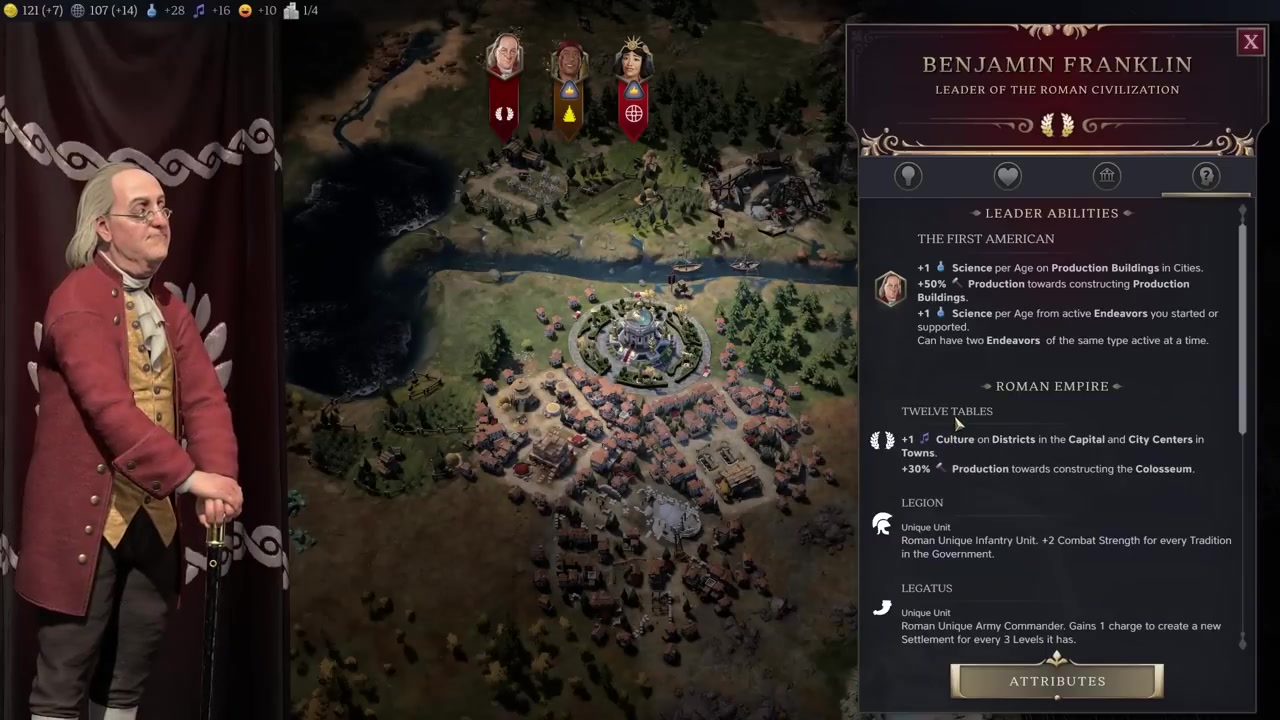 121 (+7) 107 (+14) +28 +16 +10 1/4
X
BENJAMIN FRANKLIN
LEADER OF THE ROMAN CIVILIZATION
LEADER ABILITIES
THE FIRST AMERICAN
+1 Science per Age on Production Buildings in Cities.
+50% Production towards constructing Production
Buildings.
+1 Science per Age from active Endeavors you started or
supported.
Can have two Endeavors of the same type active at a time.
ROMAN EMPIRE
TWELVE TABLES
+1 Culture on Districts in the Capital and City Centers in
Towns.
+30% Production towards constructing the Colosseum.
LEGION
Unique Unit
Roman Unique Infantry Unit. +2 Combat Strength for every Tradition
in the Government.
LEGATUS
Unique Unit
Roman Unique Army Commander. Gains 1 charge to create a new
Settlement for every 3 Levels it has.
ATTRIBUTES